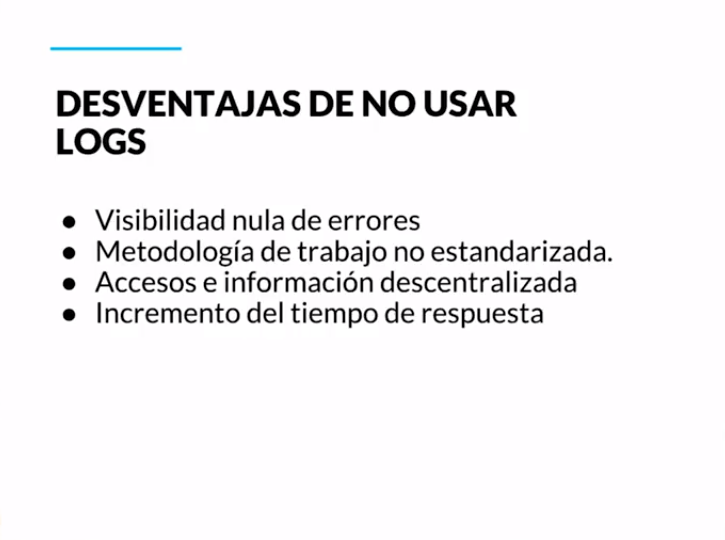 DESVENTAJAS DE NO USAR
LOGS
● Visibilidad nula de errores
● Metodología de trabajo no estandarizada.
● Accesos e información descentralizada
● Incremento del tiempo de respuesta